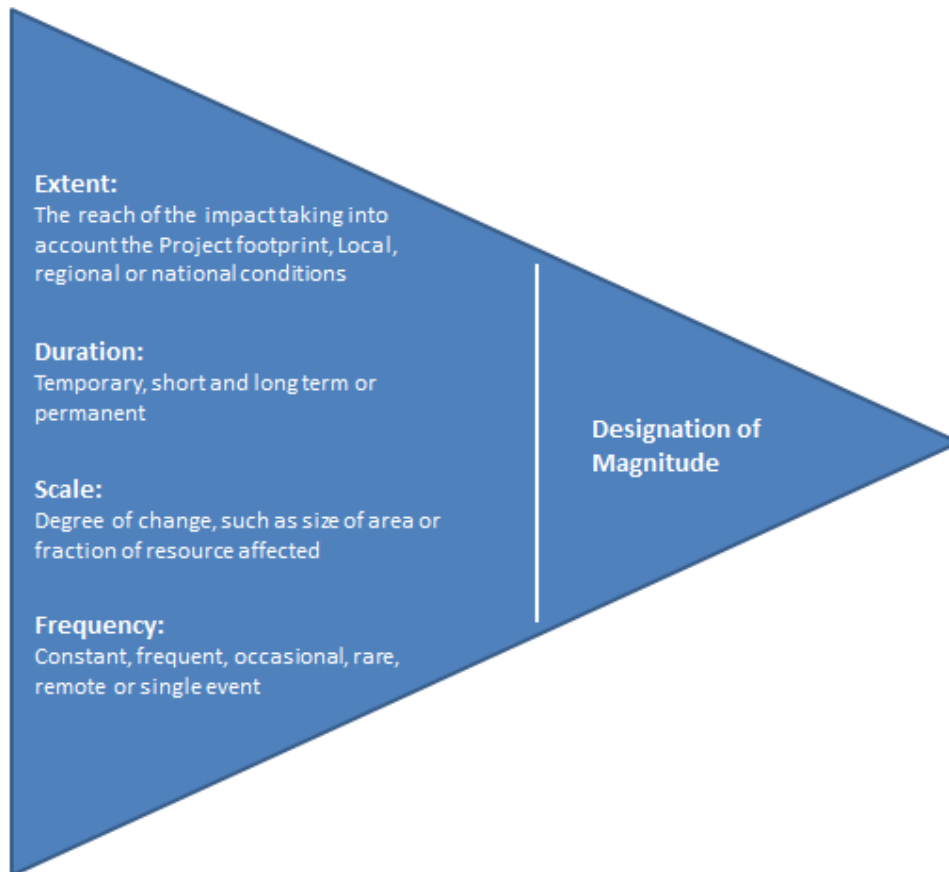 Extent:
The reach of the impact taking into
account the Project footprint, Local,
regional or national conditions
Duration:
Temporary, short and long term or
permanent
Scale:
Degree of change, such as size of area or
fraction of resource affected
Frequency:
Constant, frequent, occasional, rare,
remote or single event
Designation of
Magnitude